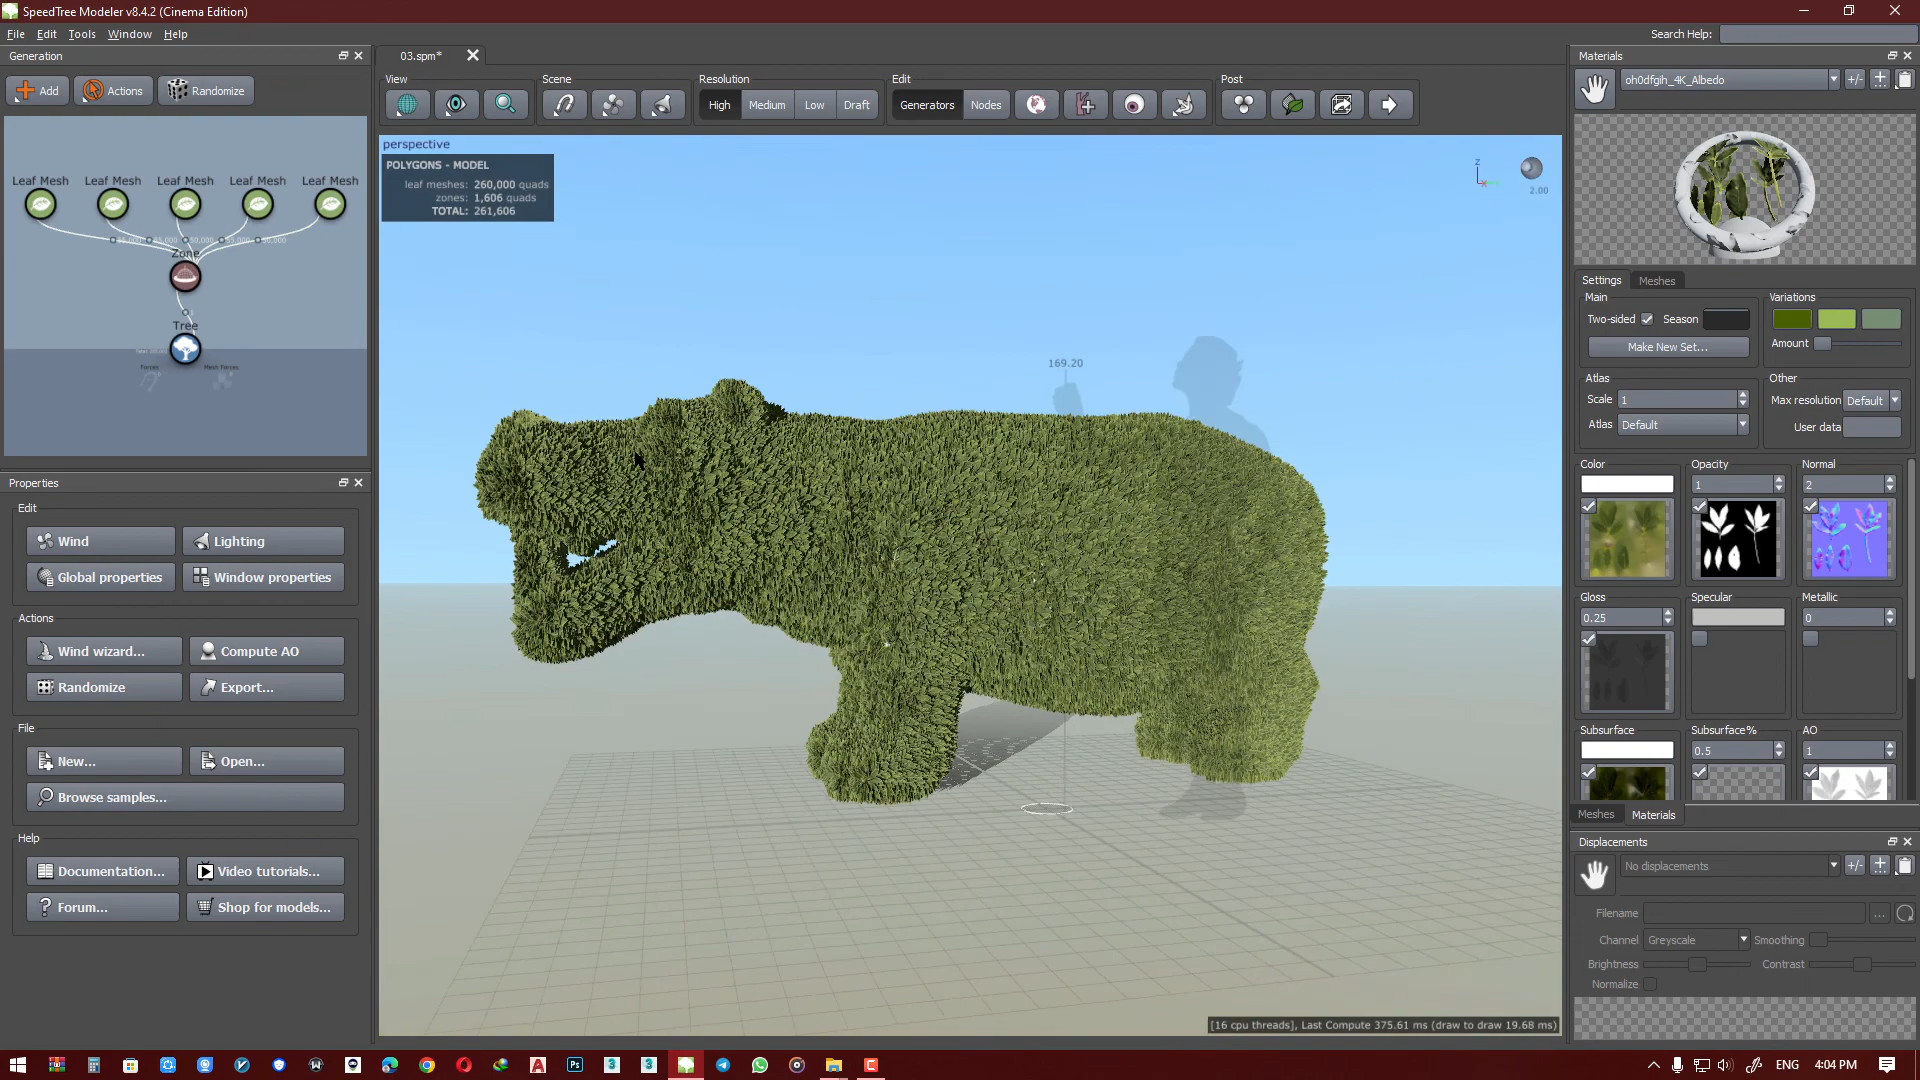 SpeedTree Modeler v8.4.2 (Cinema Edition)
File Edit Tools Window Help
Search Help:
Generation
Add Actions Randomize
Leaf Mesh Leaf Mesh Leaf Mesh Leaf Mesh Leaf Mesh
Zone
Tree
Forces Mesh Forces
Properties
Edit
Wind Lighting
Global properties Window properties
Actions
Wind wizard... Compute AO
Randomize Export...
File
New... Open...
Browse samples...
Help
Documentation... Video tutorials...
Forum... Shop for models...
03.spm*
View Scene Resolution Edit Post
High Medium Low Draft Generators Nodes
perspective
POLYGONS - MODEL
leaf meshes: 260,000 quads
zones: 1,606 quads
TOTAL: 261,606
z
x
2.00
169.20
[16 cpu threads], Last Compute 375.61 ms (draw to draw 19.68 ms)
Materials
oh0dfgih_4K_Albedo
+/-
Settings Meshes
Main Variations
Two-sided Season
Make New Set... Amount
Atlas Other
Scale 1 Max resolution Default
Atlas Default User data
Color Opacity Normal
1 2
Gloss Specular Metallic
0.25 0
Subsurface Subsurface% AO
0.5 1
Meshes Materials
Displacements
No displacements +/-
Filename ...
Channel Greyscale Smoothing
Brightness Contrast
Normalize
ENG 4:04 PM